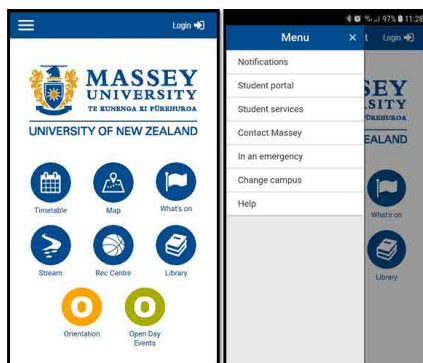 Login
MASSEY
UNIVERSITY
TE KUNENGA KI PŪREHUROA
UNIVERSITY OF NEW ZEALAND
Timetable
Map
What's on
Stream
Rec Centre
Library
O
O
Orientation
Open Day
Events
97% 11:28
Menu ×
t Login
Notifications
Student portal
Student services
Contact Massey
In an emergency
Change campus
Help
SEY
SITY
ŪREHUROA
EALAND
What's on
Library